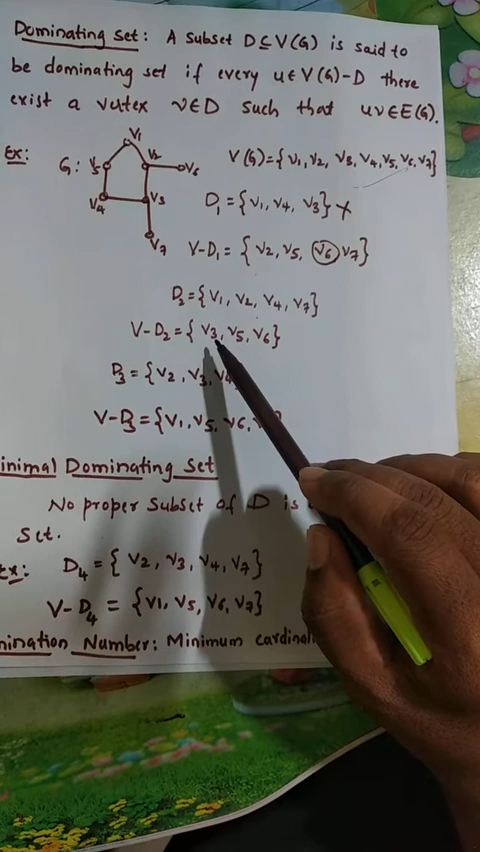 Dominating set: A subset D⊆V(G) is said to
be dominating set if every u∈V(G)-D there
exist a vertex v∈D such that uv∈E(G).
Ex:
G:
V1
V2
V3
V4
V5
V6
V7
V(G)={V1, V2, V3, V4, V5, V6, V7}
D1={V1, V4, V3} ×
V-D1={V2, V5, V6, V7}
D2={V1, V2, V4, V7}
V-D2={V3, V5, V6}
D3={V2, V3, V4
V-D3={V1, V5, V6,
inimal Dominating Set
No proper Subset of D is
Set.
Ex: D4={V2, V3, V4, V7}
V-D4={V1, V5, V6, V7}
mination Number: Minimum cardinal